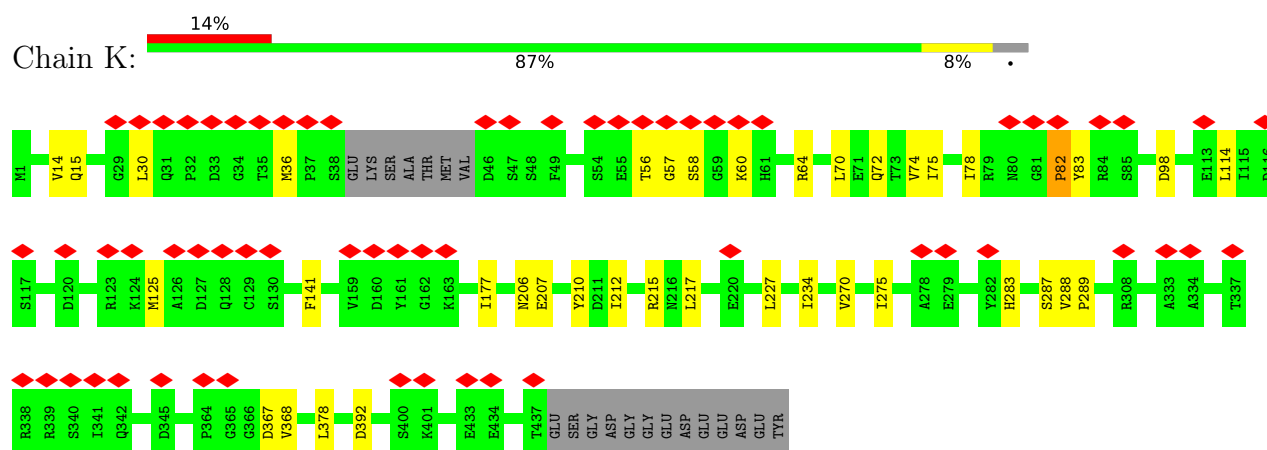 14%
Chain K:
87% 8% •
M1 V14 Q15 G29 L30 Q31 P32 D33 G34 T35 M36 P37 S38 GLU LYS SER ALA THR MET VAL D46 S47 S48 F49 S54 E55 T56 G57 S58 G59 K60 H61 R64 L70 E71 Q72 T73 V74 I75 I78 R79 N80 G81 P82 Y83 R84 S85 D98 E113 L114 I115 D116
S117 D120 R123 K124 M125 A126 D127 Q128 C129 S130 F141 V159 D160 Y161 G162 K163 I177 N206 E207 Y210 D211 I212 R215 N216 L217 E220 L227 I234 V270 I275 A278 E279 Y282 H283 S287 V288 P289 R308 A333 A334 T337
R338 R339 S340 I341 Q342 D345 P364 G365 G366 D367 V368 L378 D392 S400 K401 E433 E434 T437 GLU SER GLY ASP GLY GLY GLU ASP GLU GLU ASP GLU TYR